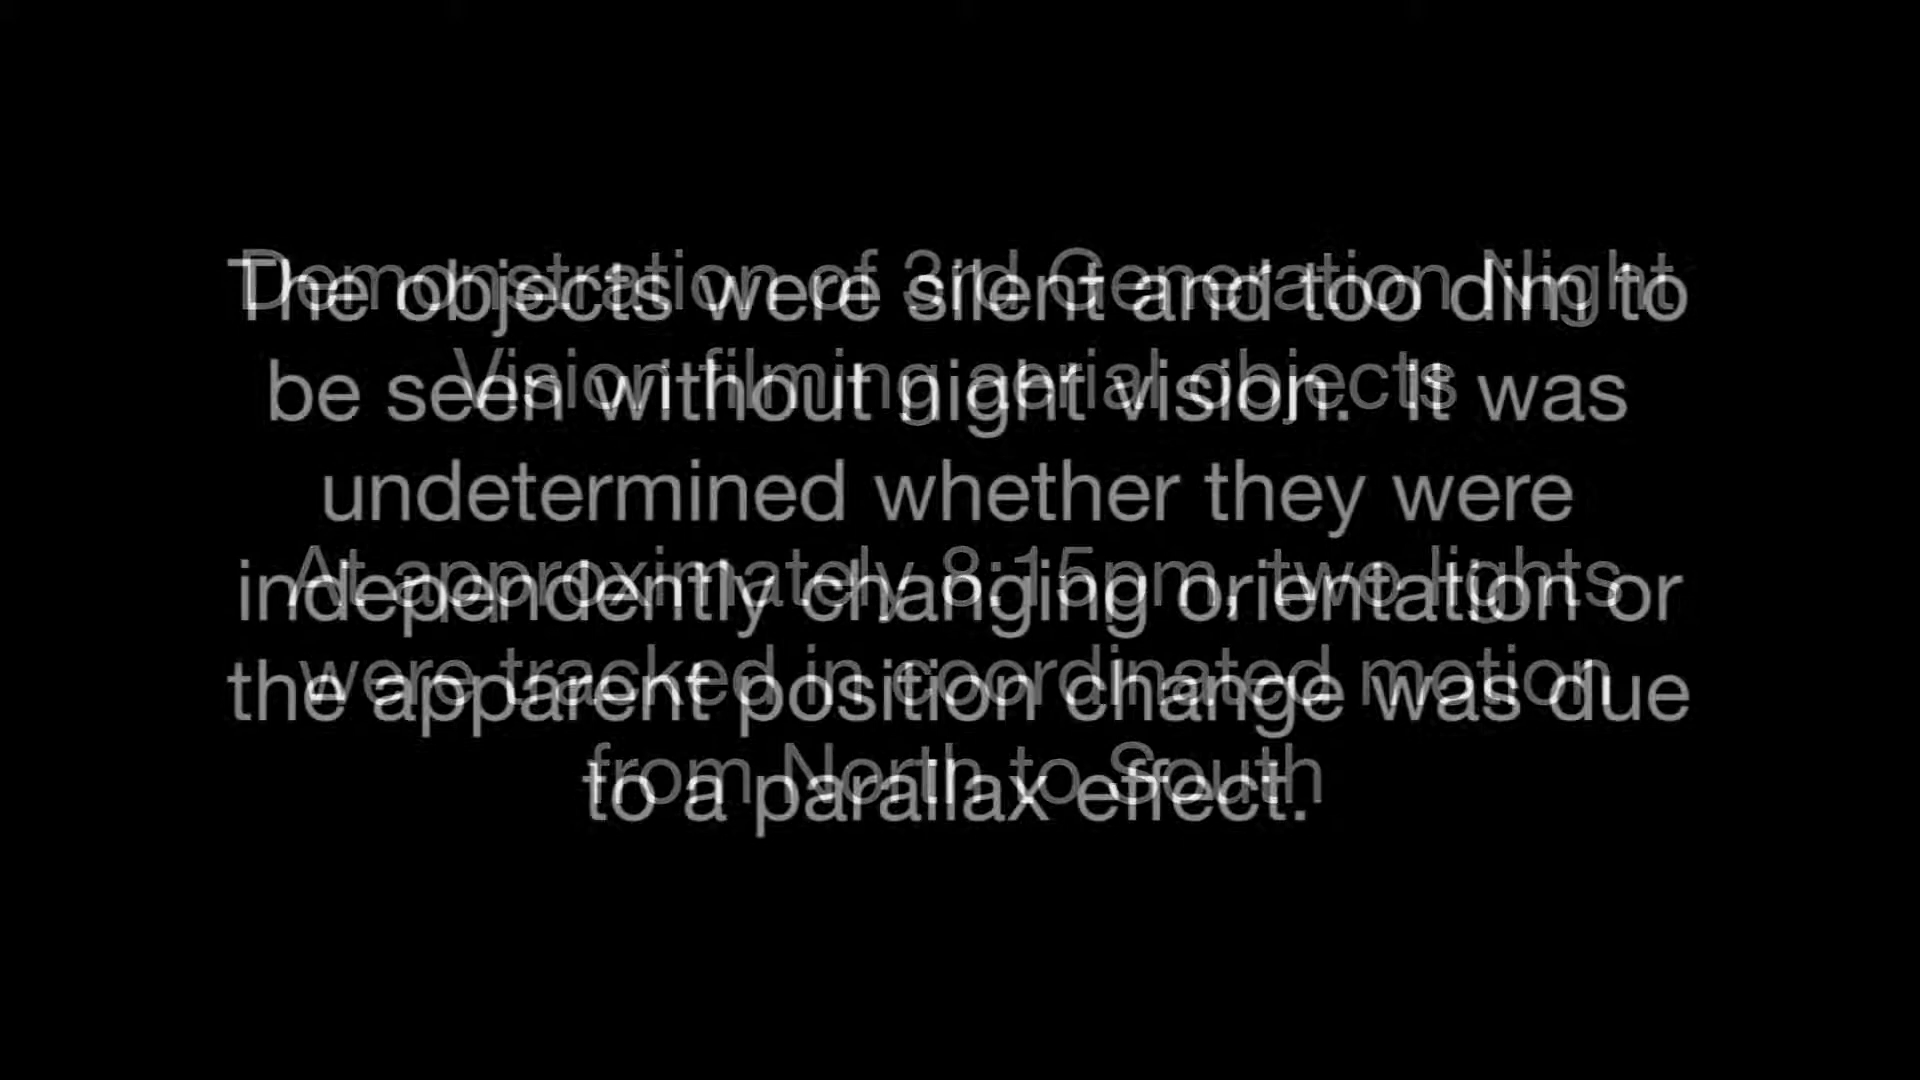 Demonstration of 3rd Generation Night
Vision filming aerial objects
At approximately 8:15pm, two lights
were tracked in coordinated motion
from North to South
The objects were silent and too dim to
be seen without night vision. It was
undetermined whether they were
independently changing orientation or
the apparent position change was due
to a parallax effect.